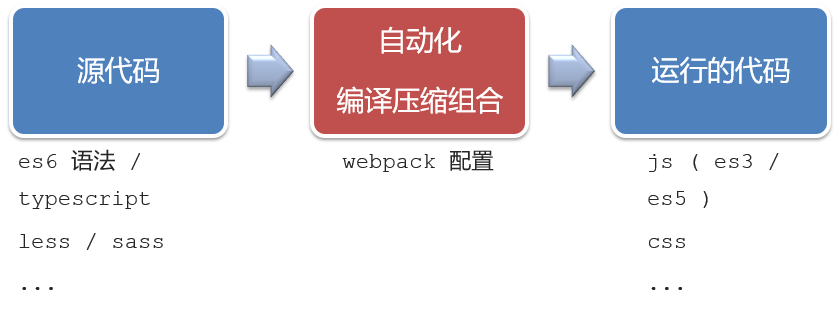 源代码
自动化
编译压缩组合
运行的代码
es6 语法 /
typescript
less / sass
...
webpack 配置
js ( es3 /
es5 )
css
...